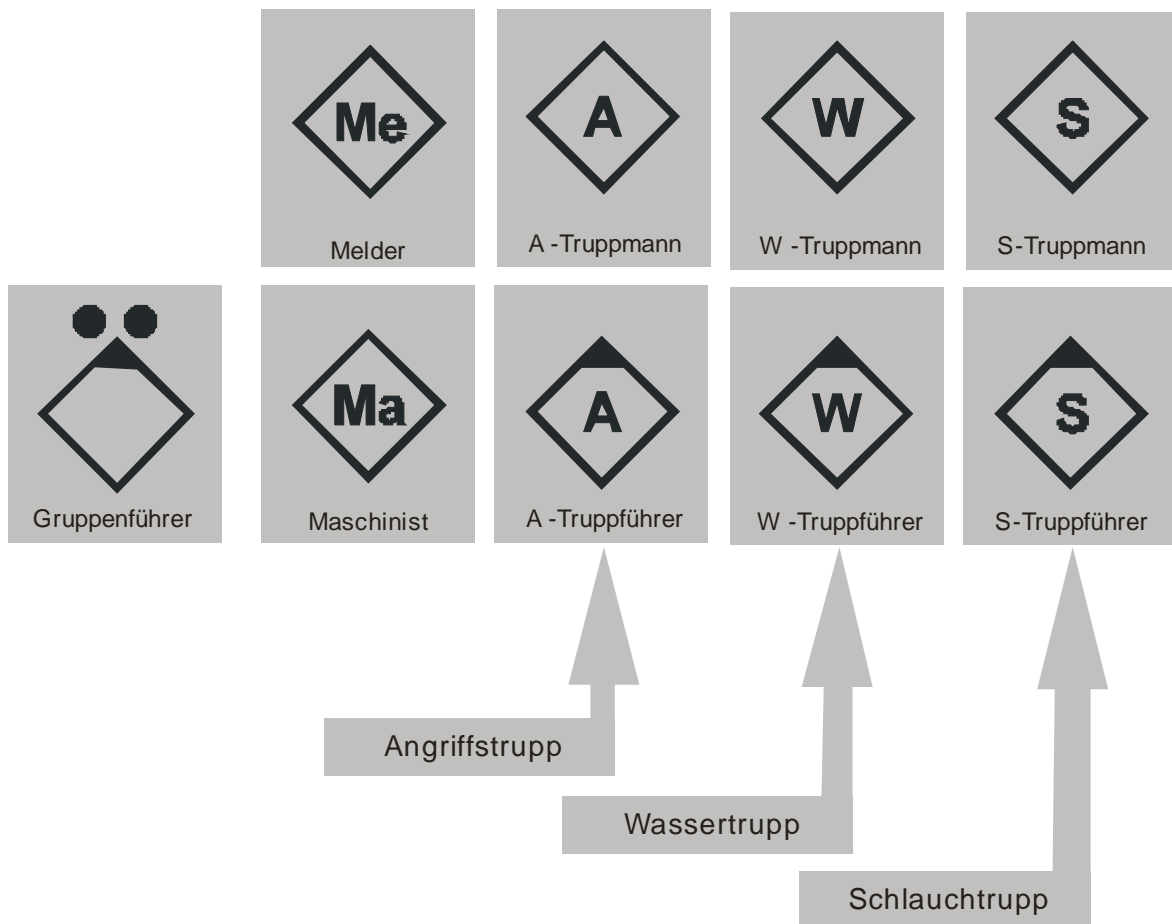 Me
Melder
A
A -Truppmann
W
W -Truppmann
S
S-Truppmann
Gruppenführer
Ma
Maschinist
A
A -Truppführer
W
W -Truppführer
S
S-Truppführer
Angriffstrupp
Wassertrupp
Schlauchtrupp